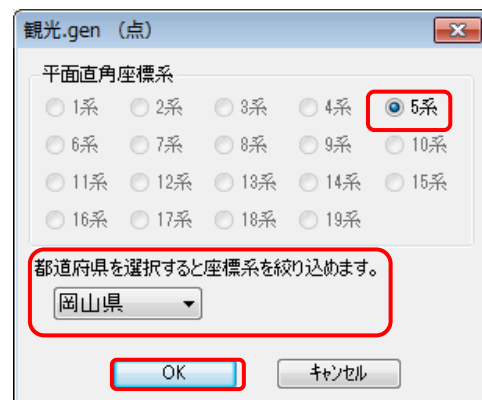 観光.gen （点）
平面直角座標系
1系 2系 3系 4系 5系
6系 7系 8系 9系 10系
11系 12系 13系 14系 15系
16系 17系 18系 19系
都道府県を選択すると座標系を絞り込めます。
岡山県
OK キャンセル